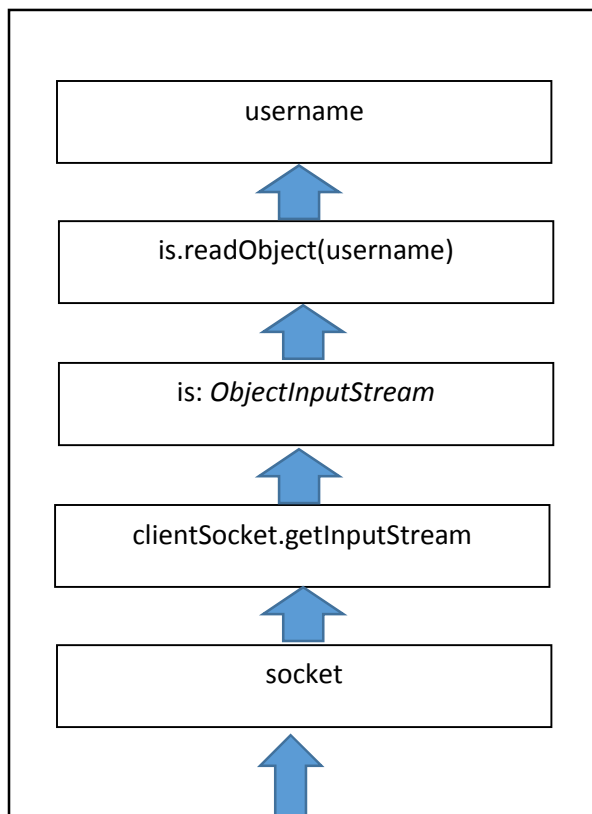 username
is.readObject(username)
is: ObjectInputStream
clientSocket.getInputStream
socket